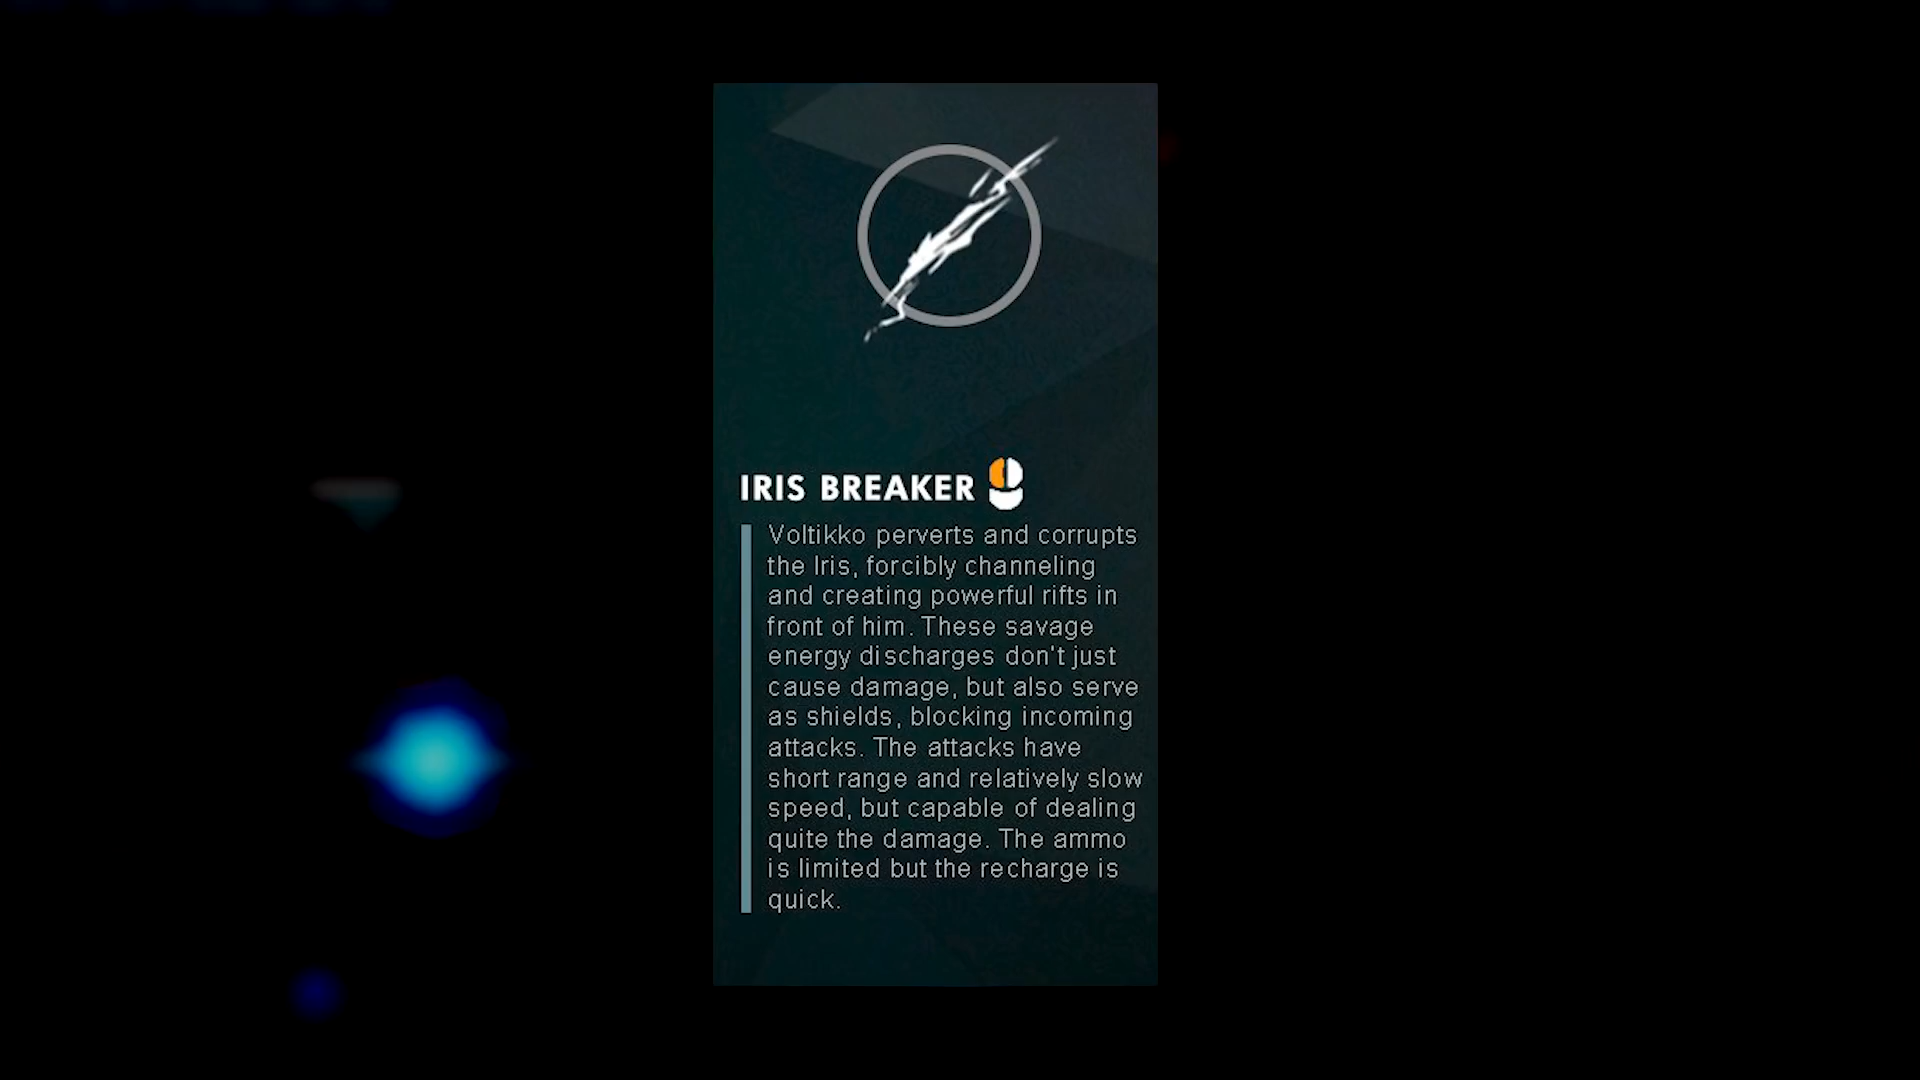 IRIS BREAKER
Voltikko perverts and corrupts
the Iris, forcibly channeling
and creating powerful rifts in
front of him. These savage
energy discharges don't just
cause damage, but also serve
as shields, blocking incoming
attacks. The attacks have
short range and relatively slow
speed, but capable of dealing
quite the damage. The ammo
is limited but the recharge is
quick.